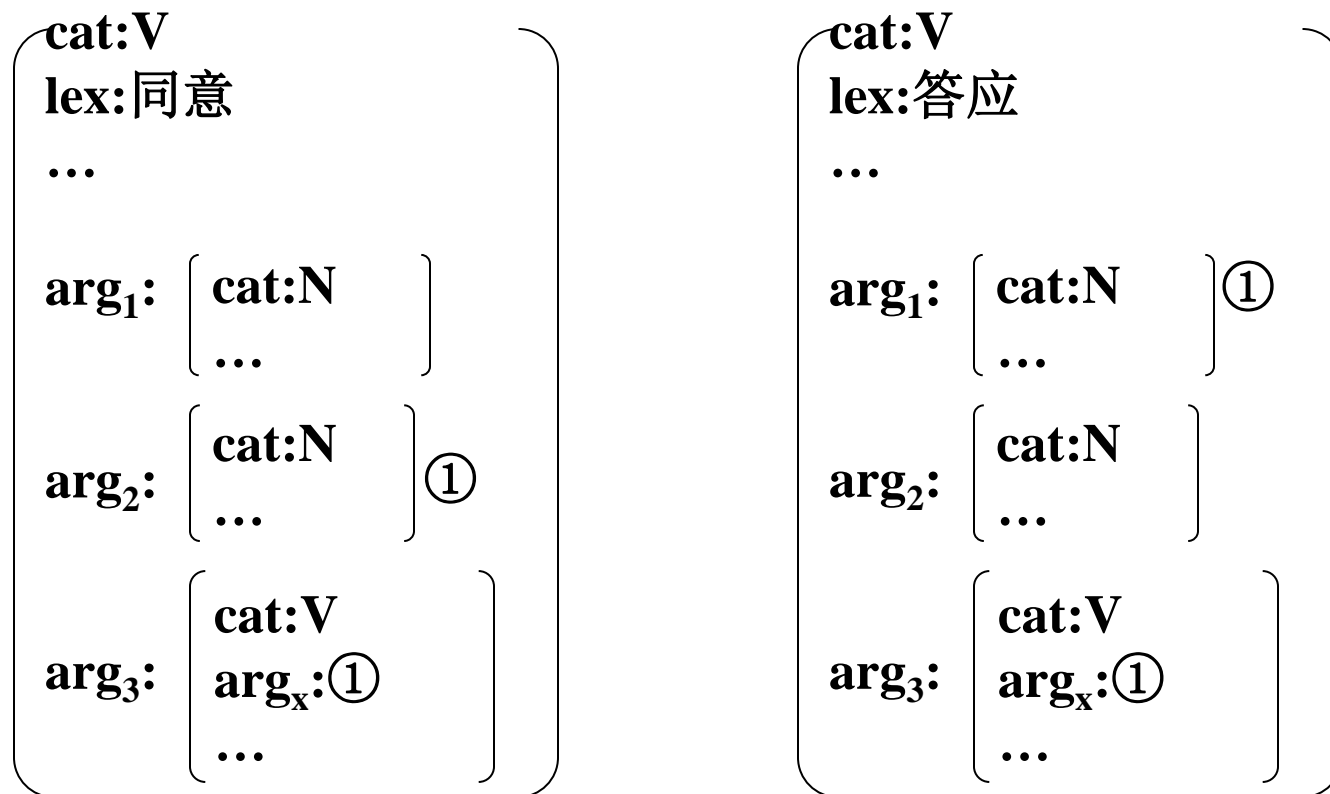 cat:V
lex:同意
…
arg₁: cat:N
…
arg₂: cat:N ①
…
arg₃: cat:V
argₓ:①
…
cat:V
lex:答应
…
arg₁: cat:N ①
…
arg₂: cat:N
…
arg₃: cat:V
argₓ:①
…